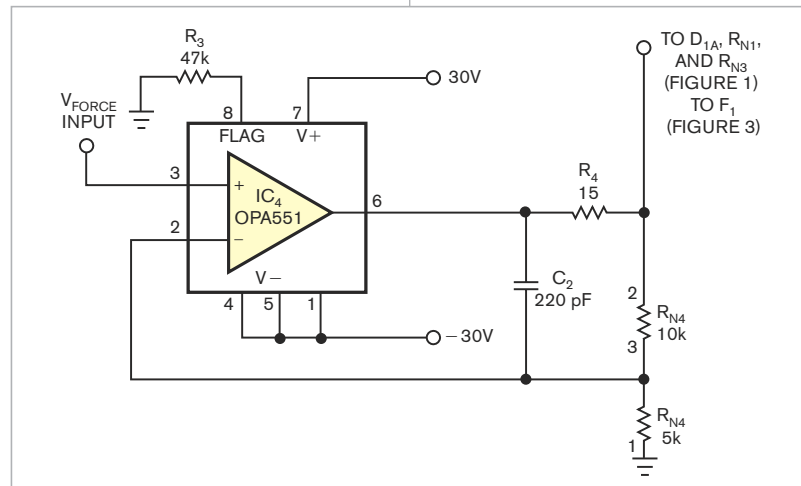 R3
47k
VFORCE
INPUT
8
FLAG
7
V+
30V
3
+
IC4
OPA551
2
−
V−
4
5
1
−30V
6
R4
15
C2
220 pF
TO D1A, RN1,
AND RN3
(FIGURE 1)
TO F1
(FIGURE 3)
2
RN4
10k
3
RN4
5k
1